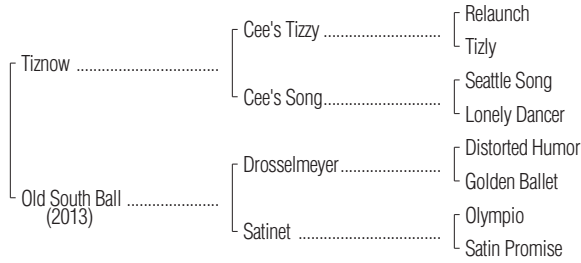 Relaunch
Cee's Tizzy
Tizly
Tiznow
Seattle Song
Cee's Song
Lonely Dancer
Distorted Humor
Drosselmeyer
Golden Ballet
Old South Ball
(2013)
Olympio
Satinet
Satin Promise